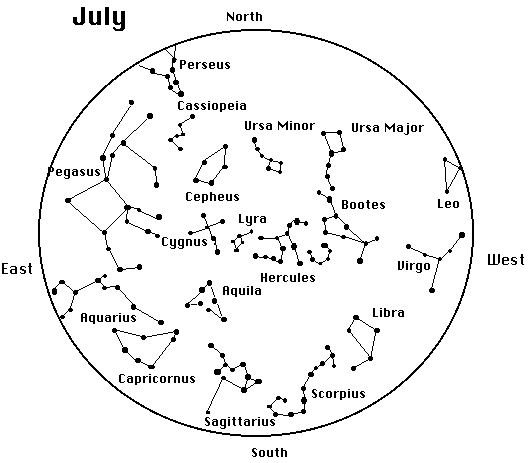 July
North
Perseus
Cassiopeia
Ursa Minor
Ursa Major
Pegasus
Cepheus
Leo
Bootes
Lyra
Cygnus
East
Hercules
Virgo
West
Aquila
Aquarius
Libra
Capricornus
Scorpius
Sagittarius
South